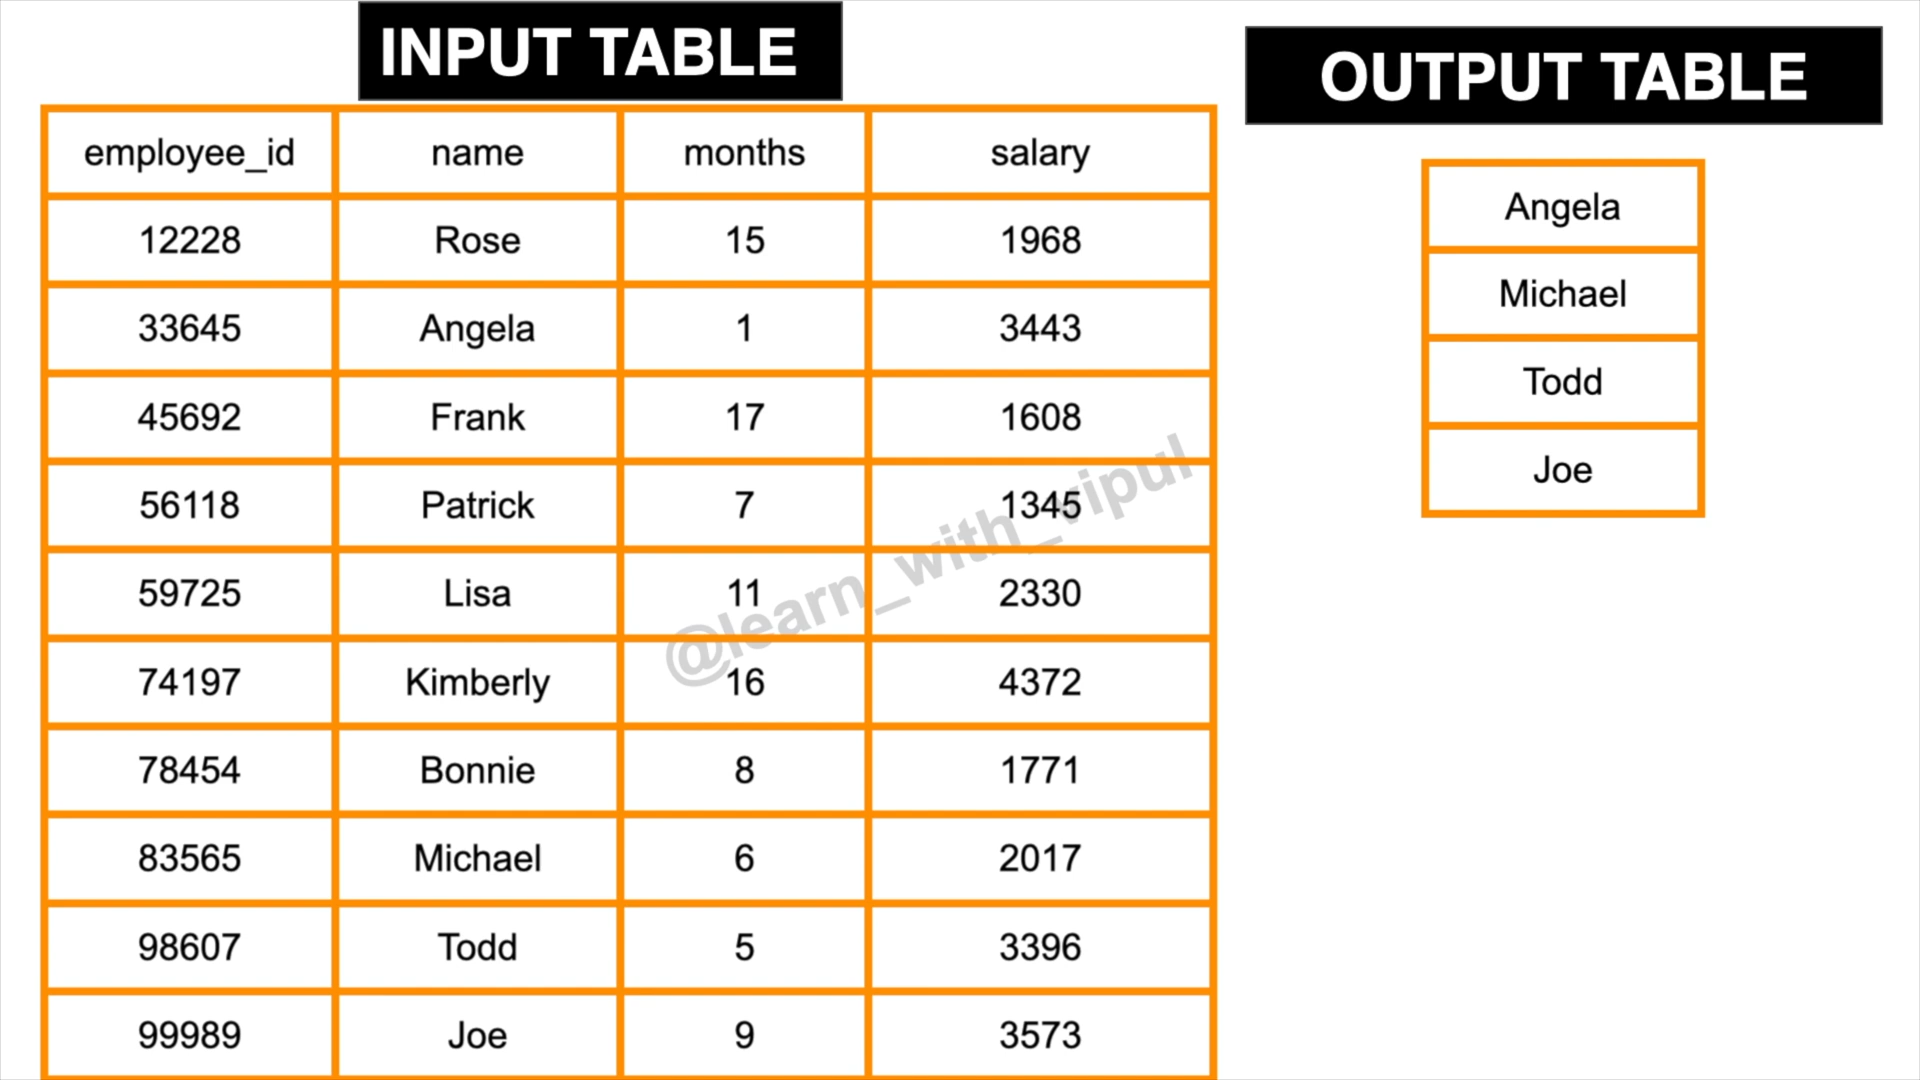 INPUT TABLE
employee_id name months salary
12228 Rose 15 1968
33645 Angela 1 3443
45692 Frank 17 1608
56118 Patrick 7 1345
59725 Lisa 11 2330
74197 Kimberly 16 4372
78454 Bonnie 8 1771
83565 Michael 6 2017
98607 Todd 5 3396
99989 Joe 9 3573
@learn_with_vipul
OUTPUT TABLE
Angela
Michael
Todd
Joe